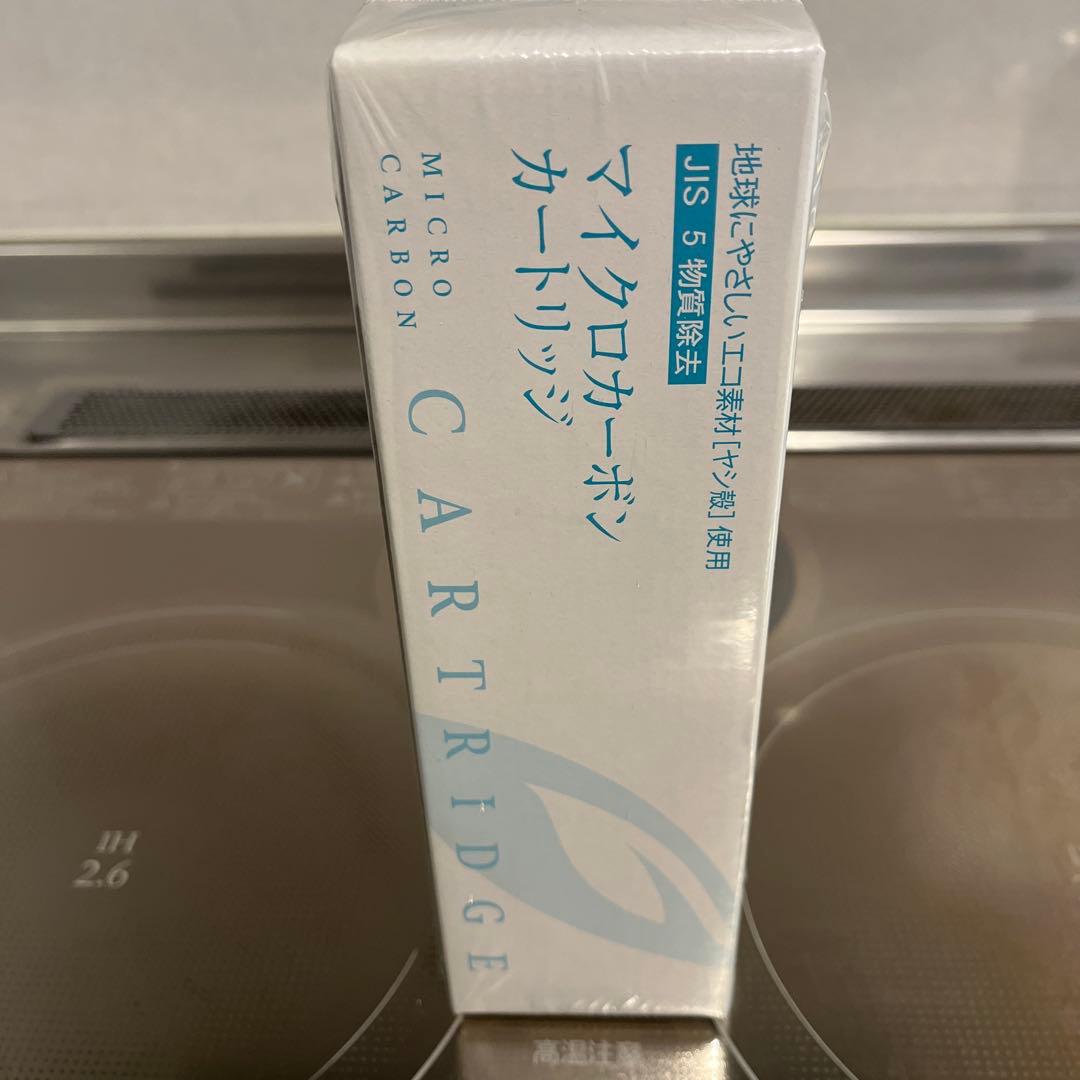 地球にやさしいエコ素材[ヤシ殻]使用
JIS 5 物質除去
マイクロカーボン
カートリッジ
MICRO
CARBON
CARTRIDGE
IH
2.6
高温注意